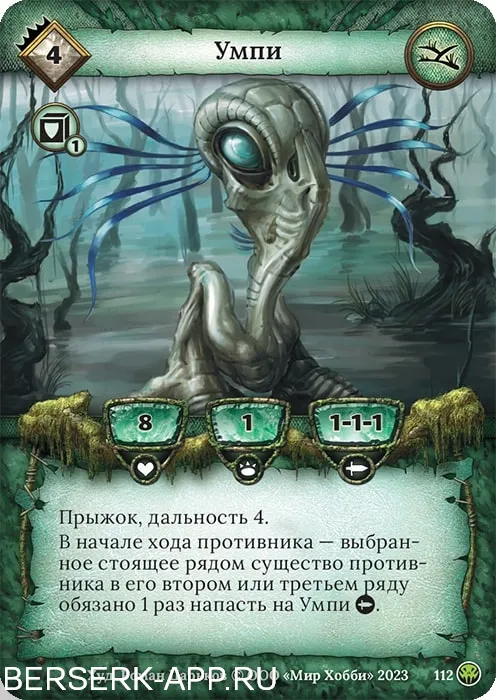 Умпи
4
1
8
1
1-1-1
Прыжок, дальность 4.
В начале хода противника — выбран-
ное стоящее рядом существо против-
ника в его втором или третьем ряду
обязано 1 раз напасть на Умпи .
© ООО «Мир Хобби» 2023
112
BERSERK-APP.RU